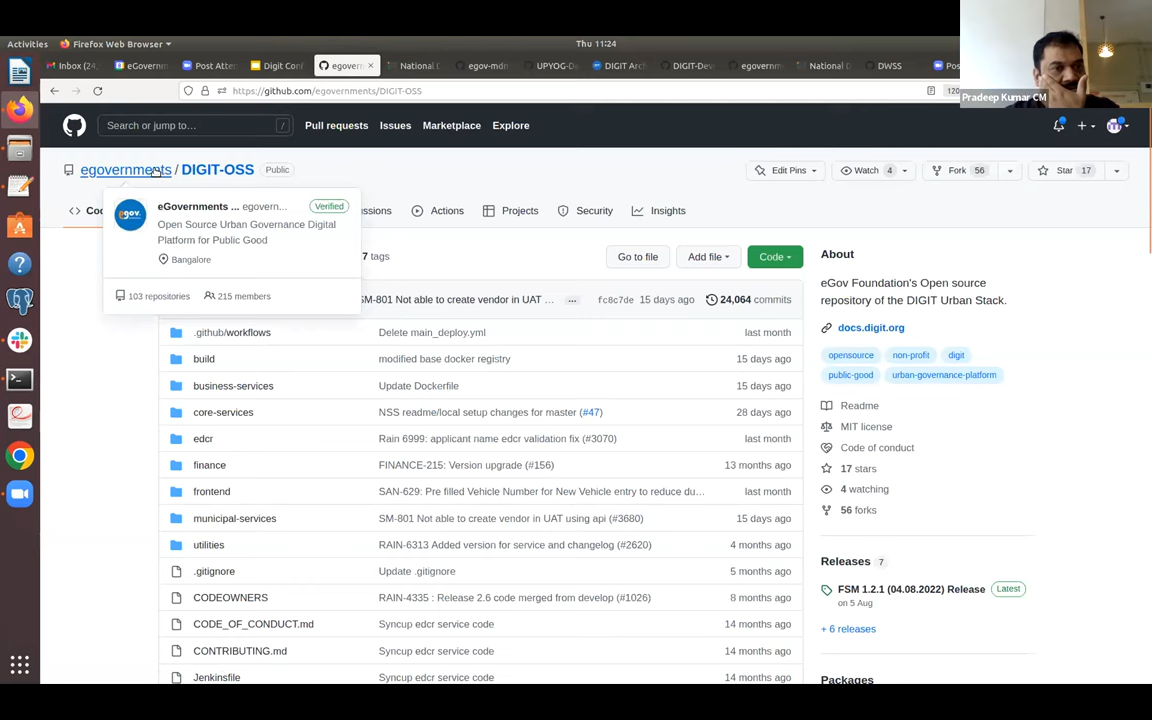 Activities Firefox Web Browser Thu 11:24
Inbox (24, eGovernm Post Atten Digit Conf egovern × National D egov-mdn UPYOG-Da DIGIT Arc DIGIT-Dev egovernm National D DWSS Pos
https://github.com/egovernments/DIGIT-OSS 120
Pradeep Kumar CM
Search or jump to… / Pull requests Issues Marketplace Explore
egovernments / DIGIT-OSS Public Edit Pins Watch 4 Fork 56 Star 17
eGovernments ... egovern... Verified
Open Source Urban Governance Digital
Platform for Public Good
Bangalore
103 repositories 215 members
<> Cod ssions Actions Projects Security Insights
7 tags Go to file Add file Code
SM-801 Not able to create vendor in UAT … ... fc8c7de 15 days ago 24,064 commits
.github/workflows Delete main_deploy.yml last month
build modified base docker registry 15 days ago
business-services Update Dockerfile 15 days ago
core-services NSS readme/local setup changes for master (#47) 28 days ago
edcr Rain 6999: applicant name edcr validation fix (#3070) last month
finance FINANCE-215: Version upgrade (#156) 13 months ago
frontend SAN-629: Pre filled Vehicle Number for New Vehicle entry to reduce du… last month
municipal-services SM-801 Not able to create vendor in UAT using api (#3680) 15 days ago
utilities RAIN-6313 Added version for service and changelog (#2620) 4 months ago
.gitignore Update .gitignore 5 months ago
CODEOWNERS RAIN-4335 : Release 2.6 code merged from develop (#1026) 8 months ago
CODE_OF_CONDUCT.md Syncup edcr service code 14 months ago
CONTRIBUTING.md Syncup edcr service code 14 months ago
Jenkinsfile Syncup edcr service code 14 months ago
About
eGov Foundation's Open source
repository of the DIGIT Urban Stack.
docs.digit.org
opensource non-profit digit
public-good urban-governance-platform
Readme
MIT license
Code of conduct
17 stars
4 watching
56 forks
Releases 7
FSM 1.2.1 (04.08.2022) Release Latest
on 5 Aug
+ 6 releases
Packages